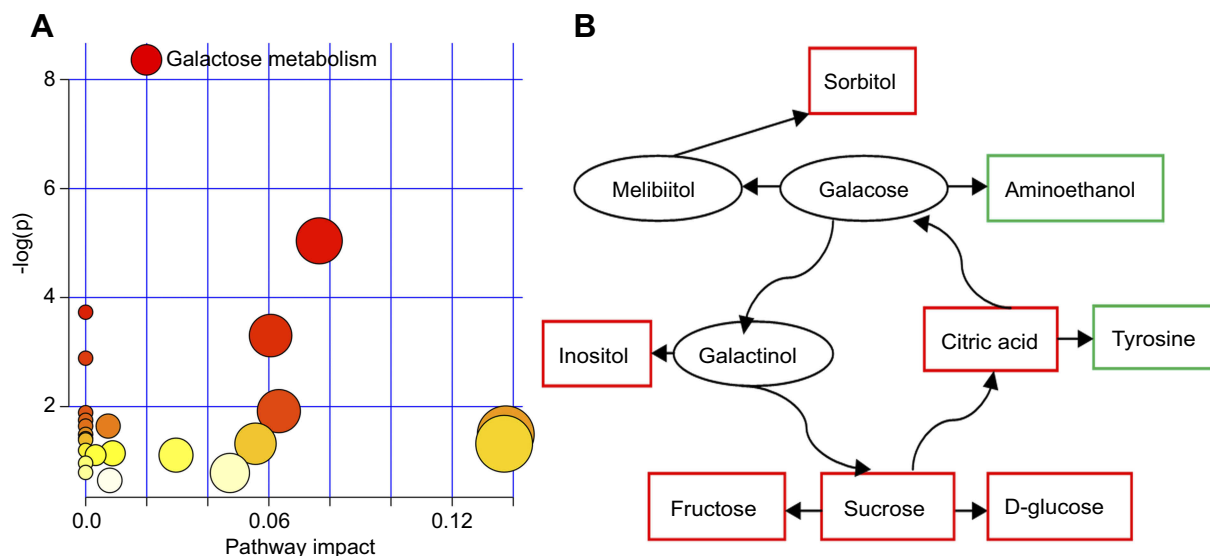 A
Galactose metabolism
8
6
4
2
-log(p)
0.0
0.06
0.12
Pathway impact
B
Sorbitol
Melibiitol
Galacose
Aminoethanol
Inositol
Galactinol
Citric acid
Tyrosine
Fructose
Sucrose
D-glucose